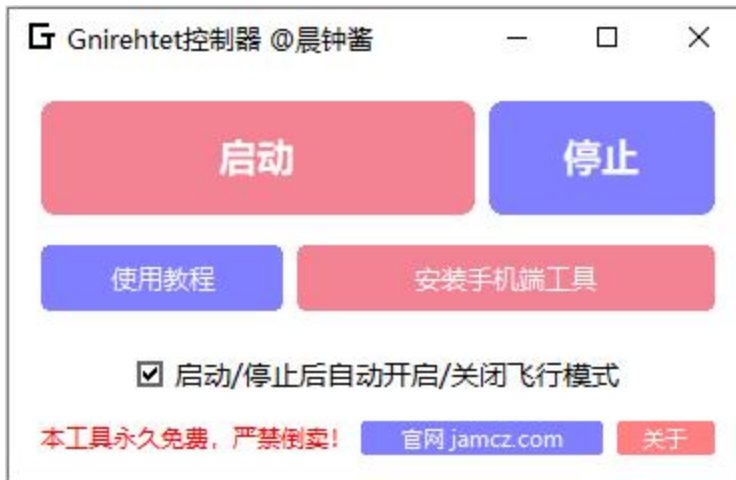 Gnirehtet控制器 @晨钟酱
启动
停止
使用教程
安装手机端工具
启动/停止后自动开启/关闭飞行模式
本工具永久免费，严禁倒卖！
官网 jamcz.com
关于